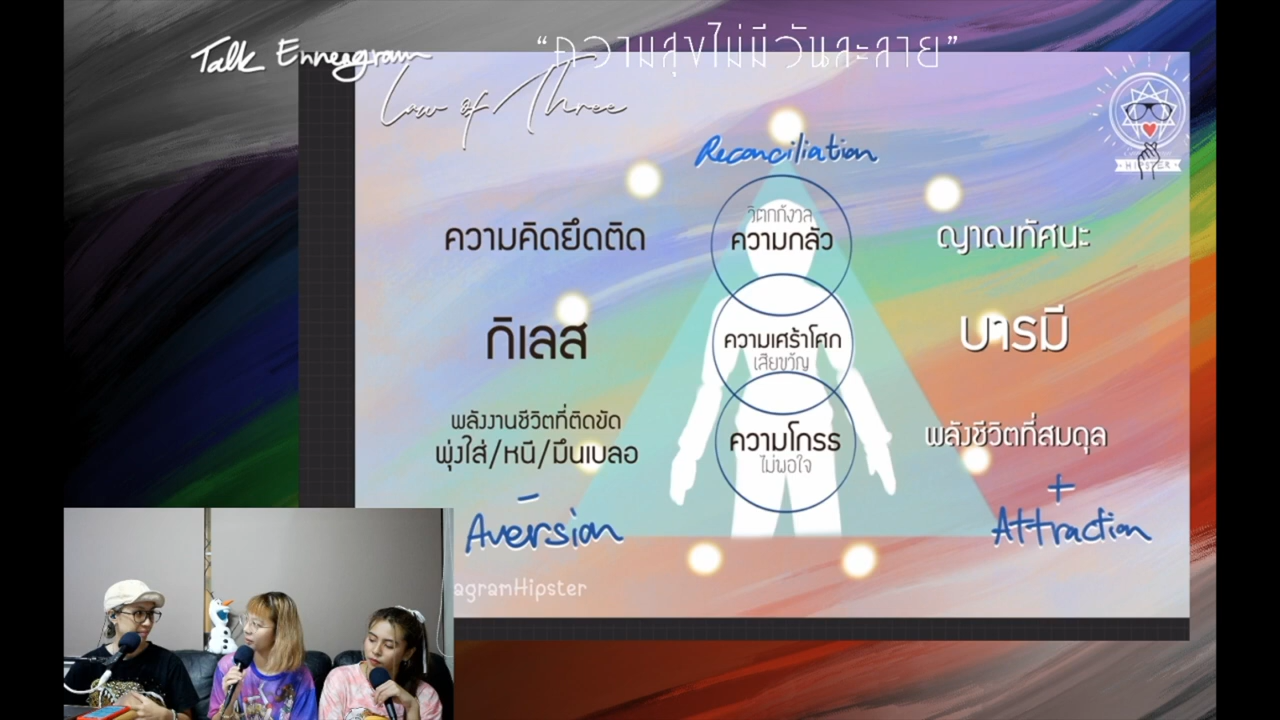 Talk Enneagram
“ความสุขไม่มีวันละลาย”
Law of Three
HIPSTER
Reconciliation
วิตกกังวล
ความกลัว
ความคิดยึดติด
ญาณทัศนะ
กิเลส
ความเศร้าโศก
เสียขวัญ
บารมี
พลังงานชีวิตที่ติดขัด
พุ่งใส่/หนี/มึนเบลอ
ความโกรธ
ไม่พอใจ
พลังชีวิตที่สมดุล
− +
Aversion
Attraction
agramHipster